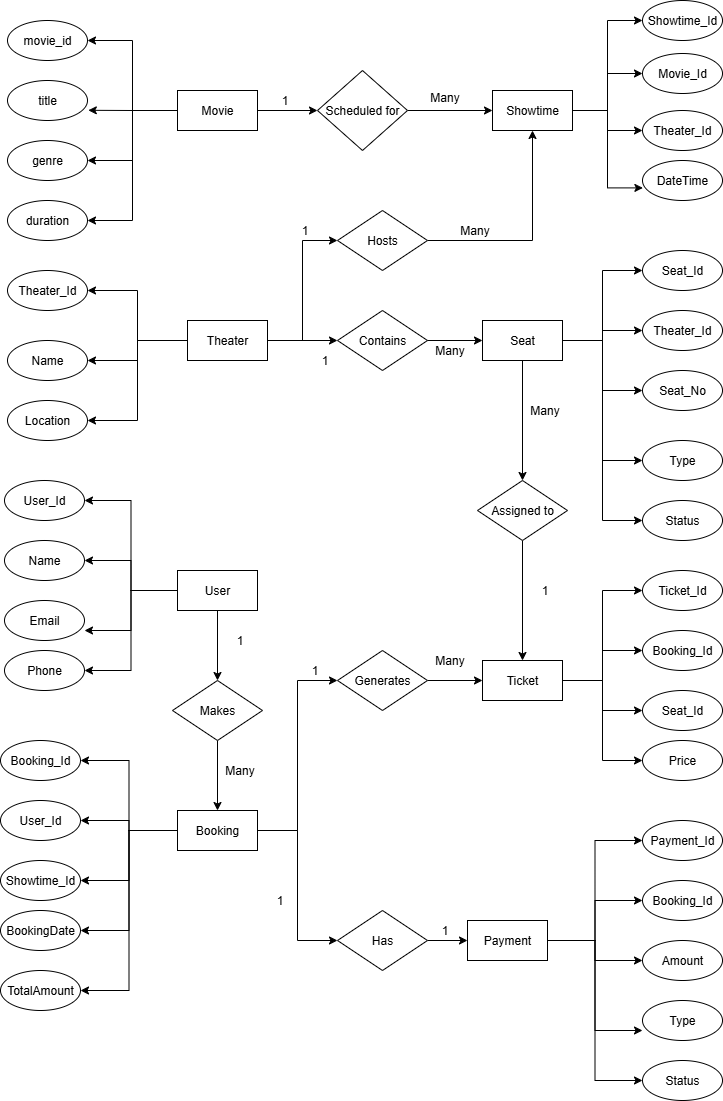 Showtime_Id
movie_id
Movie_Id
title
Movie
1
Scheduled for
Many
Showtime
Theater_Id
genre
DateTime
duration
1
Hosts
Many
Theater_Id
Seat_Id
Theater
1
Contains
Many
Seat
Theater_Id
Name
Seat_No
Location
Many
Type
User_Id
Assigned to
Status
Name
User
1
Ticket_Id
Email
1
Booking_Id
Phone
1
Generates
Many
Ticket
Makes
Seat_Id
Booking_Id
Many
Price
User_Id
Booking
Payment_Id
Showtime_Id
1
Booking_Id
BookingDate
Has
1
Payment
Amount
TotalAmount
Type
Status